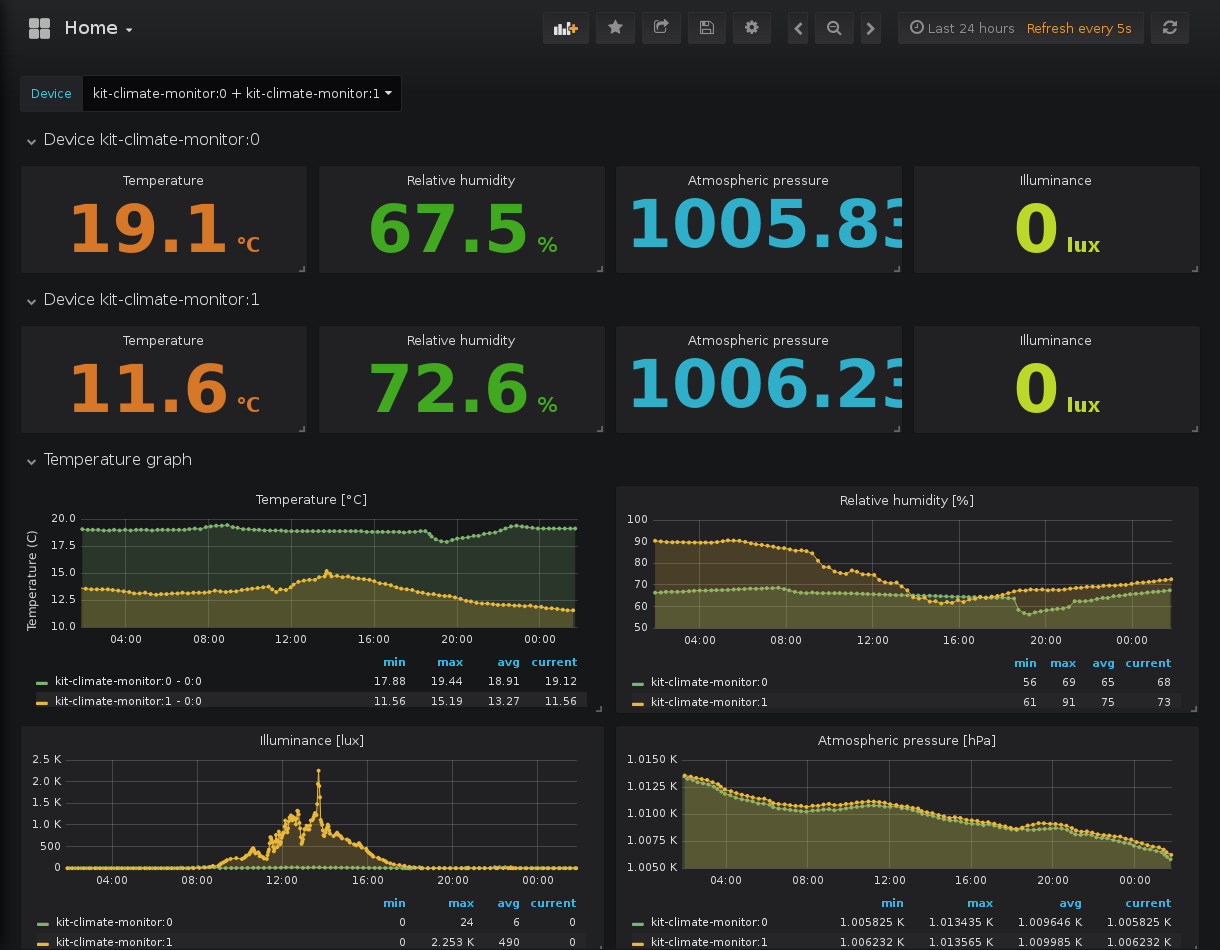 Home
Last 24 hours Refresh every 5s
Device kit-climate-monitor:0 + kit-climate-monitor:1
Device kit-climate-monitor:0
Temperature Relative humidity Atmospheric pressure Illuminance
19.1 °C 67.5 % 1005.83 0 lux
Device kit-climate-monitor:1
Temperature Relative humidity Atmospheric pressure Illuminance
11.6 °C 72.6 % 1006.23 0 lux
Temperature graph
Temperature [°C]
Temperature (C)
20.0
17.5
15.0
12.5
10.0
04:00 08:00 12:00 16:00 20:00 00:00
min max avg current
kit-climate-monitor:0 - 0:0 17.88 19.44 18.91 19.12
kit-climate-monitor:1 - 0:0 11.56 15.19 13.27 11.56
Relative humidity [%]
100
90
80
70
60
50
04:00 08:00 12:00 16:00 20:00 00:00
min max avg current
kit-climate-monitor:0 56 69 65 68
kit-climate-monitor:1 61 91 75 73
Illuminance [lux]
2.5 K
2.0 K
1.5 K
1.0 K
500
0
04:00 08:00 12:00 16:00 20:00 00:00
min max avg current
kit-climate-monitor:0 0 24 6 0
kit-climate-monitor:1 0 2.253 K 490 0
Atmospheric pressure [hPa]
1.0150 K
1.0125 K
1.0100 K
1.0075 K
1.0050 K
04:00 08:00 12:00 16:00 20:00 00:00
min max avg current
kit-climate-monitor:0 1.005825 K 1.013435 K 1.009646 K 1.005825 K
kit-climate-monitor:1 1.006232 K 1.013565 K 1.009985 K 1.006232 K